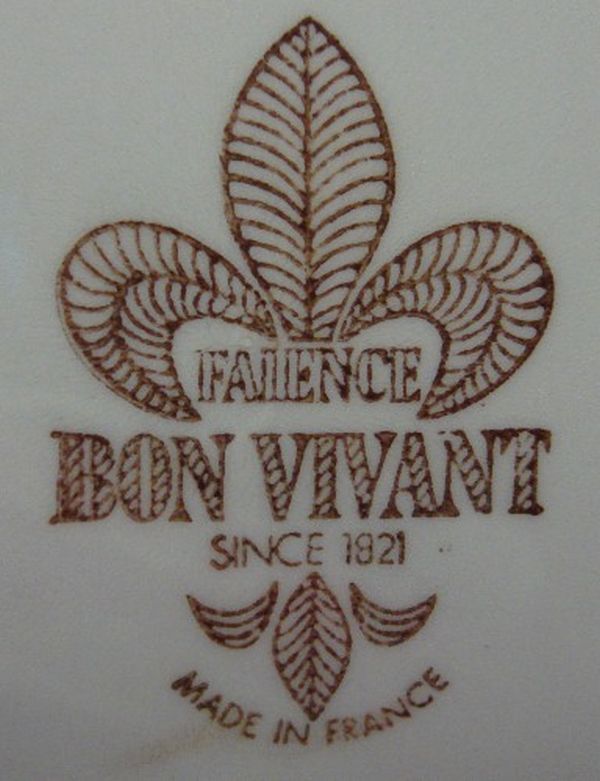 FAIENCE
BON VIVANT
SINCE 1821
MADE IN FRANCE